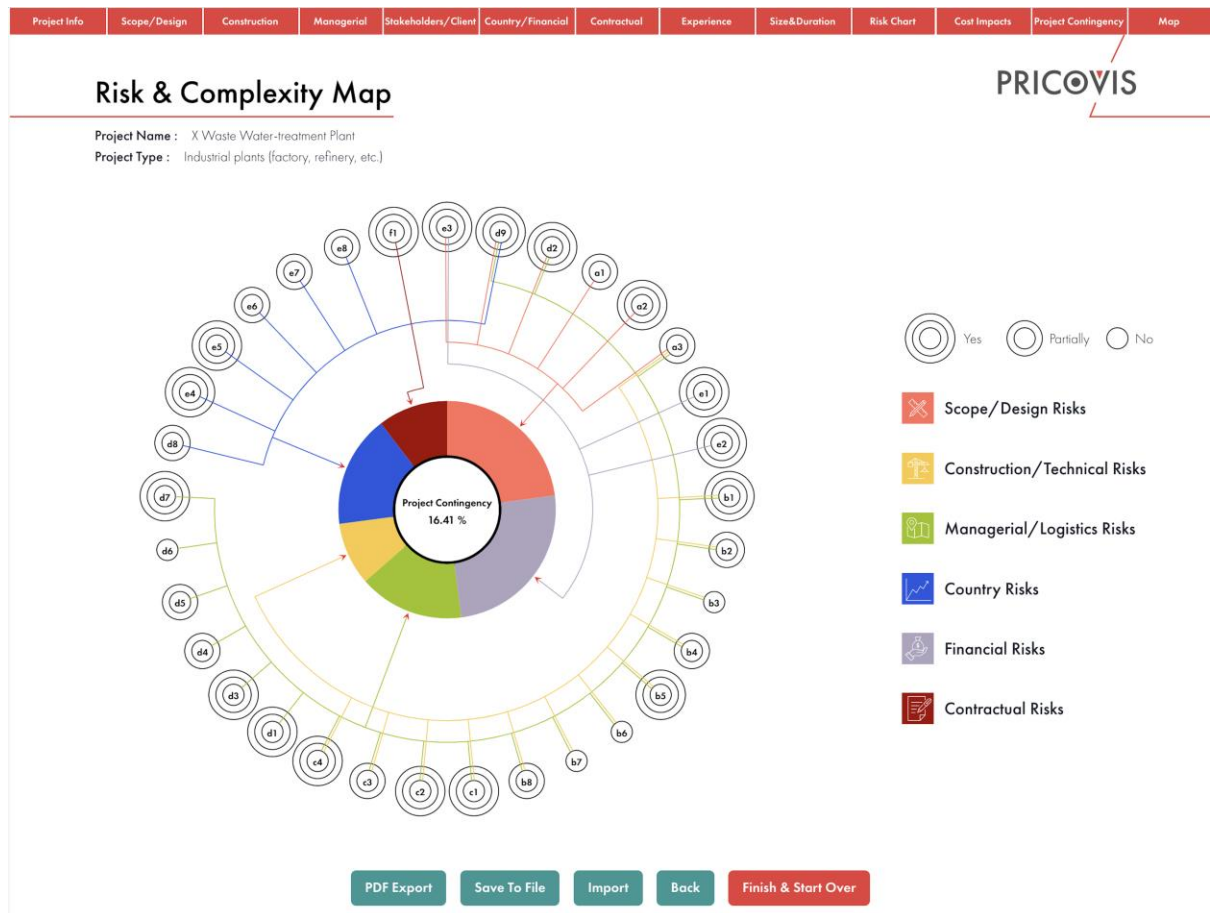 Project Info Scope/Design Construction Managerial Stakeholders/Client Country/Financial Contractual Experience Size&Duration Risk Chart Cost Impacts Project Contingency Map
PRICOVIS
Risk & Complexity Map
Project Name : X Waste Water-treatment Plant
Project Type : Industrial plants (factory, refinery, etc.)
f1
e3
d9
d2
a1
a2
a3
e1
e2
b1
b2
b3
b4
b5
b6
b7
b8
c1
c2
c3
c4
d1
d3
d4
d5
d6
d7
d8
e4
e5
e6
e7
e8
Project Contingency
16.41 %
Yes Partially No
Scope/Design Risks
Construction/Technical Risks
Managerial/Logistics Risks
Country Risks
Financial Risks
Contractual Risks
PDF Export Save To File Import Back Finish & Start Over